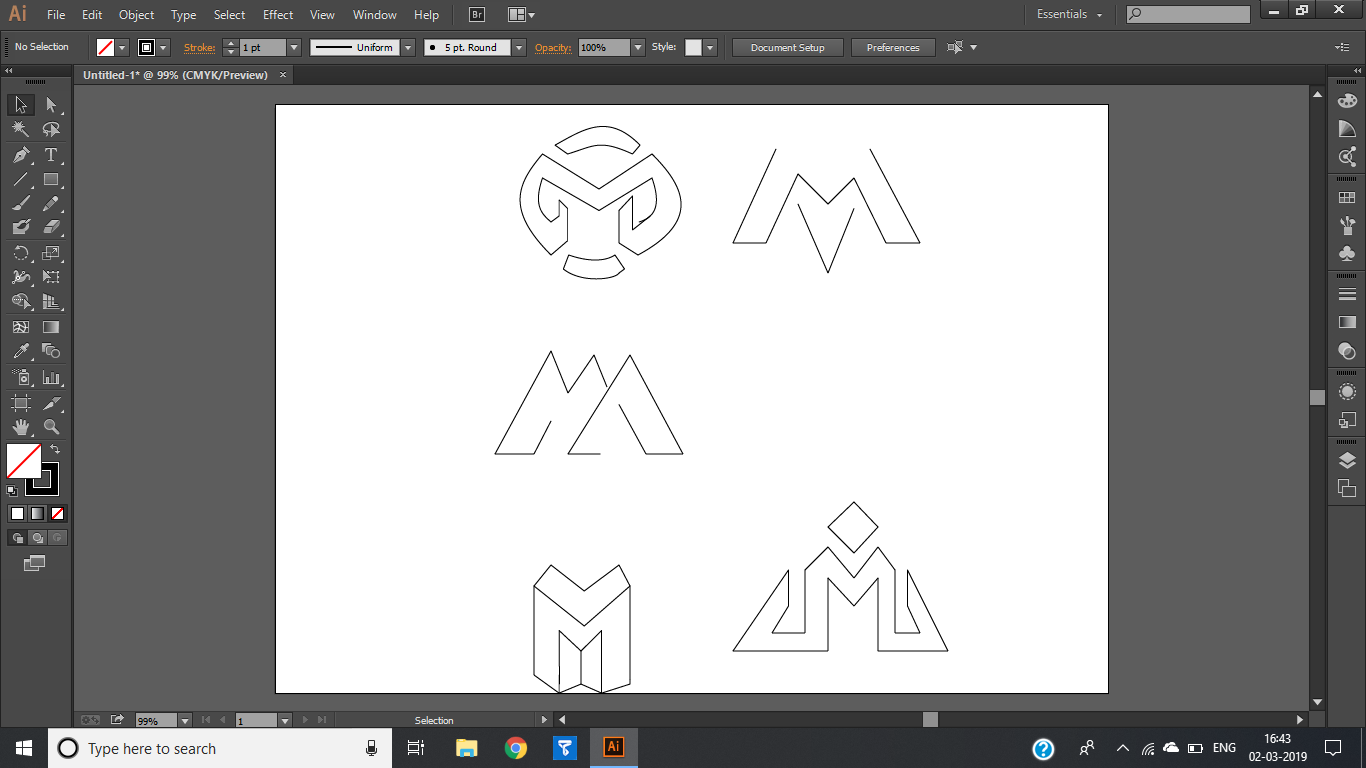 Ai File Edit Object Type Select Effect View Window Help Br Essentials
No Selection Stroke: 1 pt Uniform 5 pt. Round Opacity: 100% Style: Document Setup Preferences
Untitled-1* @ 99% (CMYK/Preview) ×
T
99% 1 Selection
Type here to search Ai ? ENG 16:43
02-03-2019